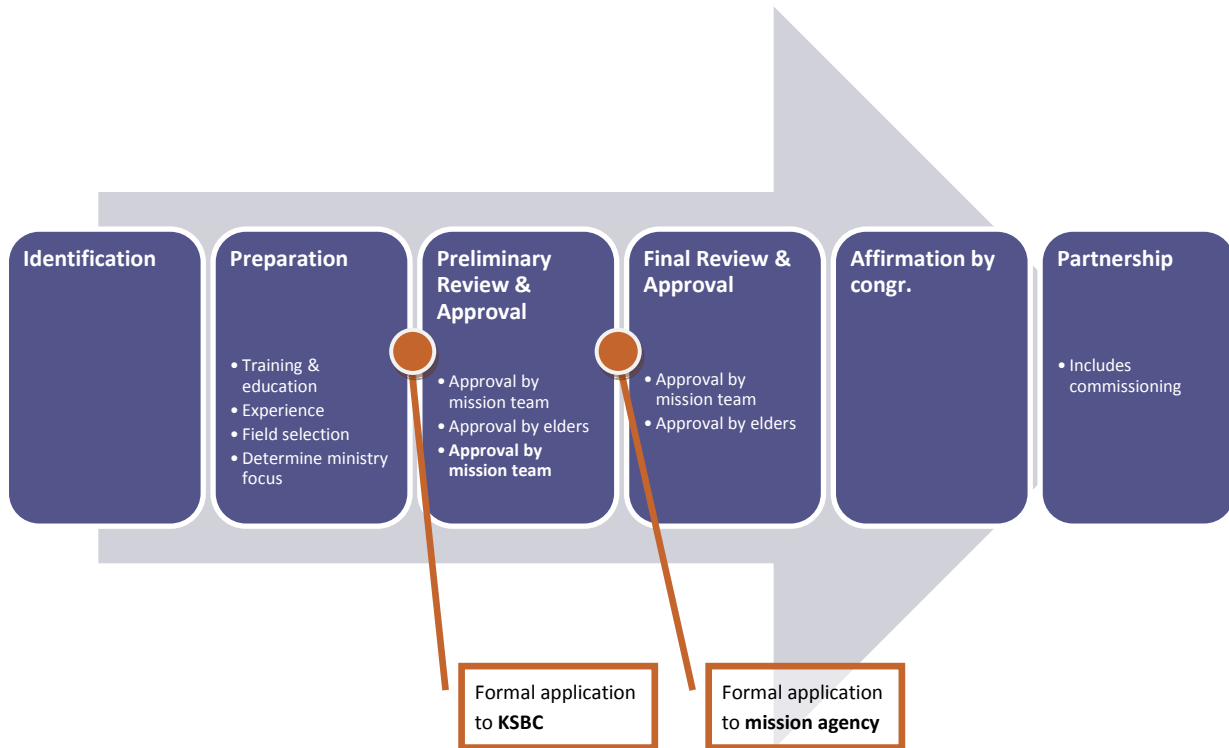 Identification
Preparation
• Training &
education
• Experience
• Field selection
• Determine ministry
focus
Preliminary
Review &
Approval
• Approval by
mission team
• Approval by elders
• Approval by
mission team
Final Review &
Approval
• Approval by
mission team
• Approval by elders
Affirmation by
congr.
Partnership
• Includes
commissioning
Formal application
to KSBC
Formal application
to mission agency